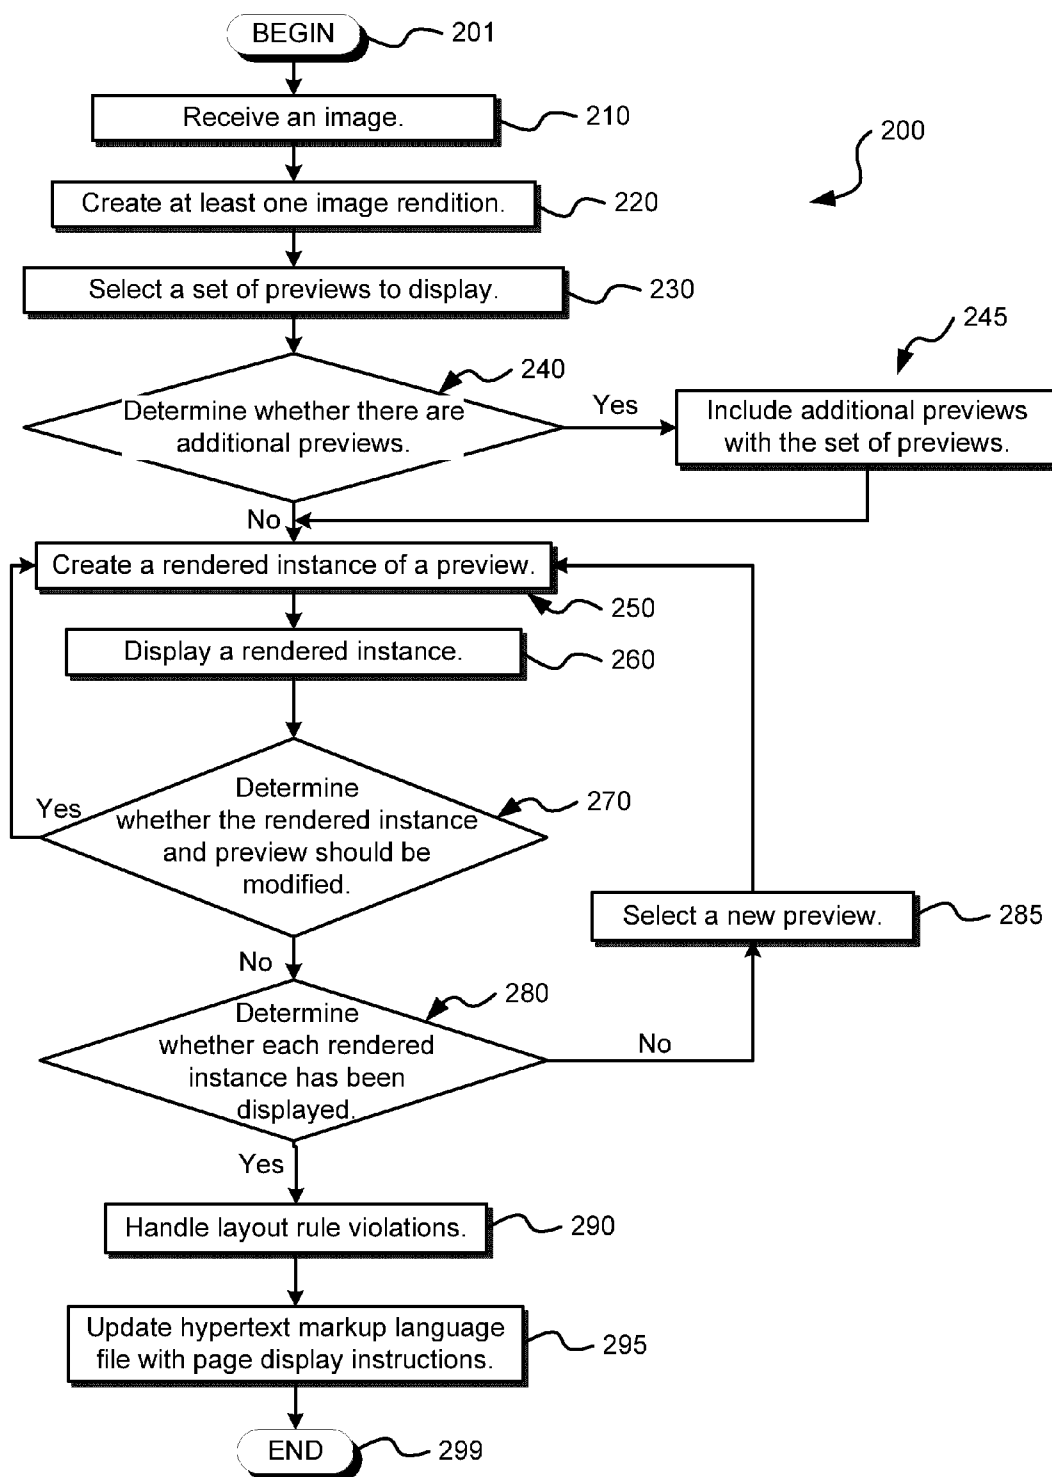 BEGIN
201
Receive an image.
210
200
Create at least one image rendition.
220
Select a set of previews to display.
230
240
245
Determine whether there are
additional previews.
Yes
Include additional previews
with the set of previews.
No
Create a rendered instance of a preview.
250
Display a rendered instance.
260
Determine
whether the rendered instance
and preview should be
modified.
270
Yes
Select a new preview.
285
No
280
Determine
whether each rendered
instance has been
displayed.
No
Yes
Handle layout rule violations.
290
Update hypertext markup language
file with page display instructions.
295
END
299